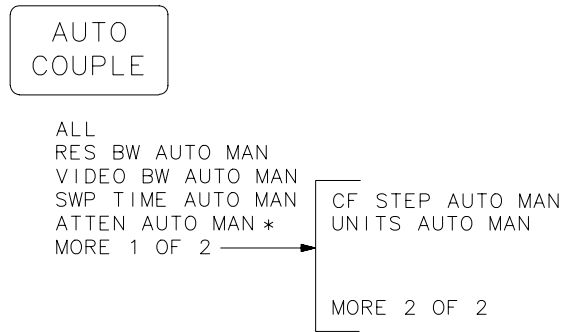 AUTO
COUPLE
ALL
RES BW AUTO MAN
VIDEO BW AUTO MAN
SWP TIME AUTO MAN
ATTEN AUTO MAN *
MORE 1 OF 2
CF STEP AUTO MAN
UNITS AUTO MAN
MORE 2 OF 2